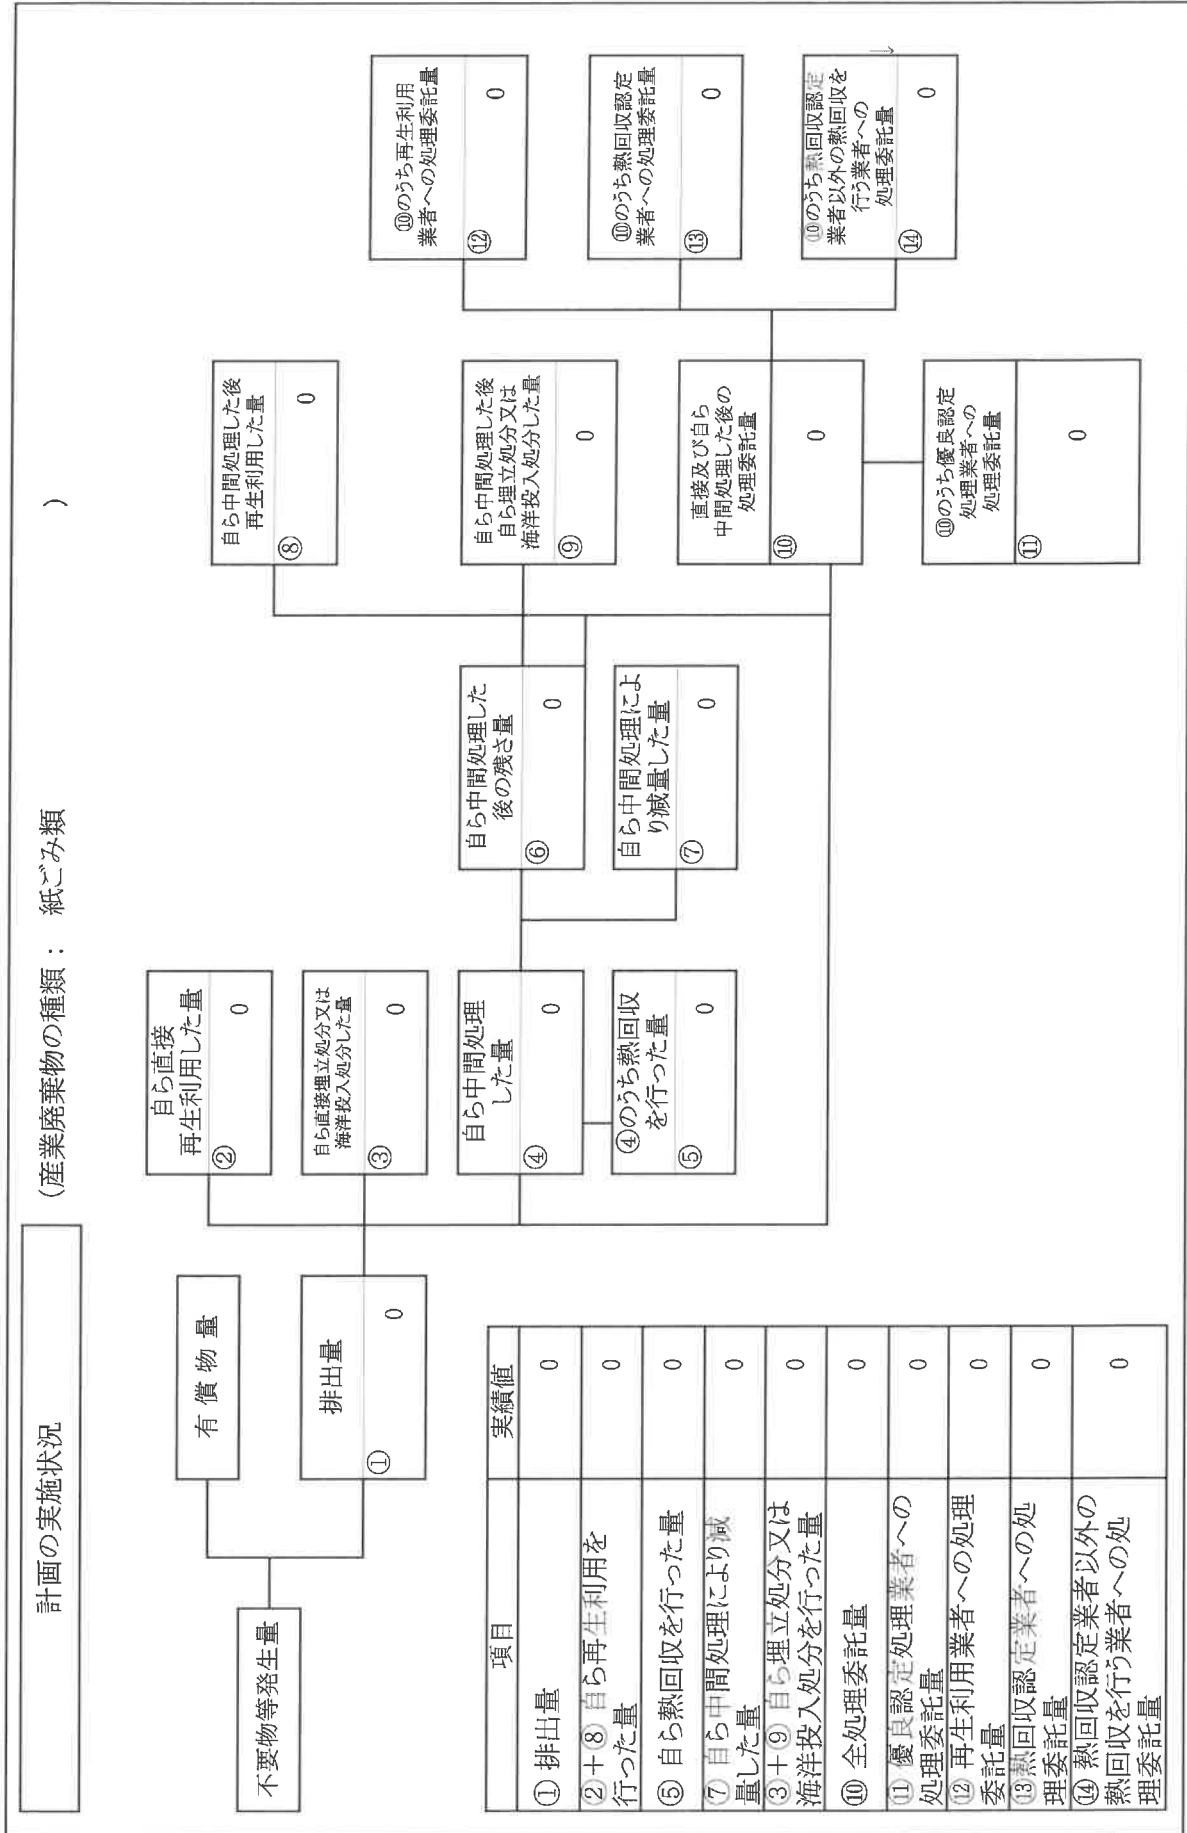 計画の実施状況
(産業廃棄物の種類： 紙ごみ類 )
不要物等発生量
有償物量
排出量
① 0
自ら直接
再生利用した量
② 0
自ら直接埋立処分又は
海洋投入処分した量
③ 0
自ら中間処理
した量
④ 0
④のうち熱回収
を行った量
⑤ 0
自ら中間処理した
後の残さ量
⑥ 0
自ら中間処理によ
り減量した量
⑦ 0
自ら中間処理した後
再生利用した量
⑧ 0
自ら中間処理した後
自ら埋立処分又は
海洋投入処分した量
⑨ 0
直接及び自ら
中間処理した後の
処理委託量
⑩ 0
⑩のうち優良認定
処理業者への
処理委託量
⑪ 0
⑩のうち再生利用
業者への処理委託量
⑫ 0
⑩のうち熱回収認定
業者への処理委託量
⑬ 0
⑩のうち熱回収認定
業者以外の熱回収を
行う業者への
処理委託量
⑭ 0
項目 実績値
① 排出量 0
②＋⑧ 自ら再生利用を
行った量 0
⑤ 自ら熱回収を行った量 0
⑦ 自ら中間処理により減
量した量 0
③＋⑨ 自ら埋立処分又は
海洋投入処分を行った量 0
⑩ 全処理委託量 0
⑪ 優良認定処理業者への
処理委託量 0
⑫ 再生利用業者への処理
委託量 0
⑬熱回収認定業者への処
理委託量 0
⑭ 熱回収認定業者以外の
熱回収を行う業者への処
理委託量 0